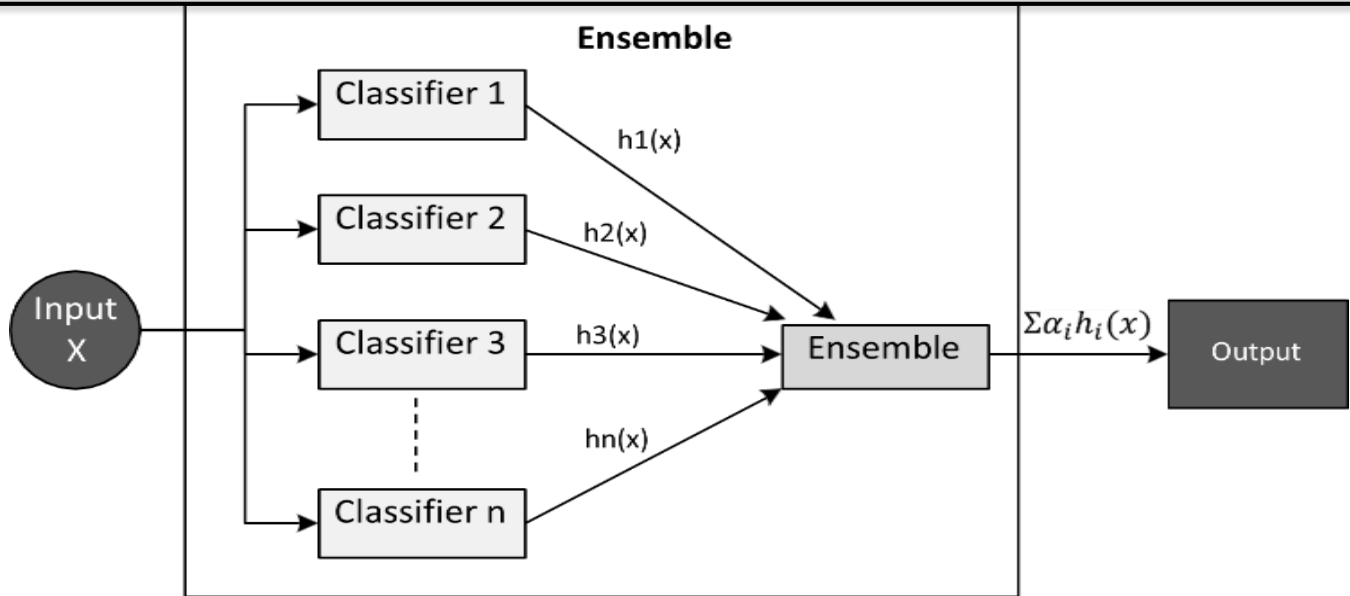 Ensemble
Classifier 1
h1(x)
Classifier 2
h2(x)
Input
X
Classifier 3
h3(x)
Ensemble
Σα𝑖ℎ𝑖(𝑥)
Output
hn(x)
Classifier n